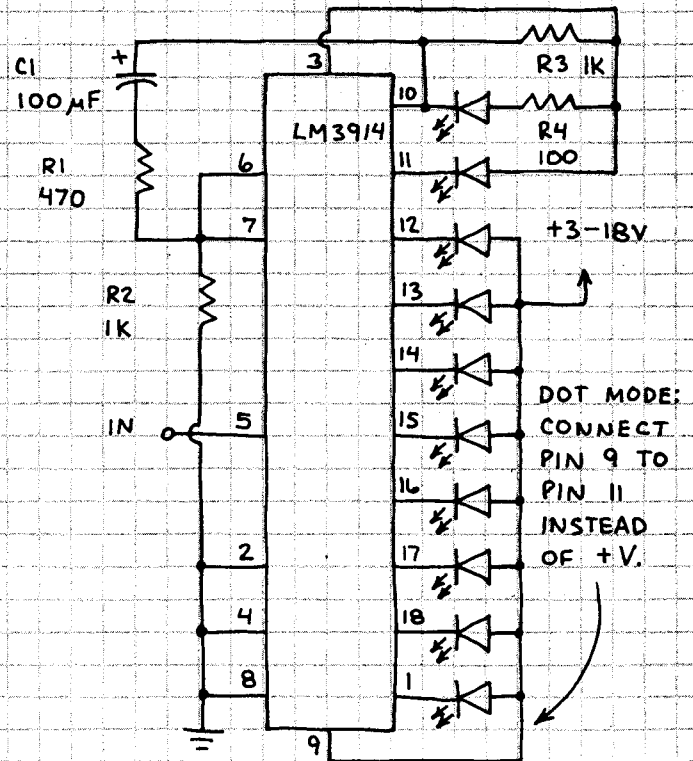 3
C1
+
100 µF
R3 1K
10
LM3914
R4
100
R1
470
6
11
7
12
+3-18V
13
R2
1K
14
IN
5
15
DOT MODE:
CONNECT
PIN 9 TO
PIN 11
INSTEAD
OF +V.
16
2
17
4
18
8
1
9